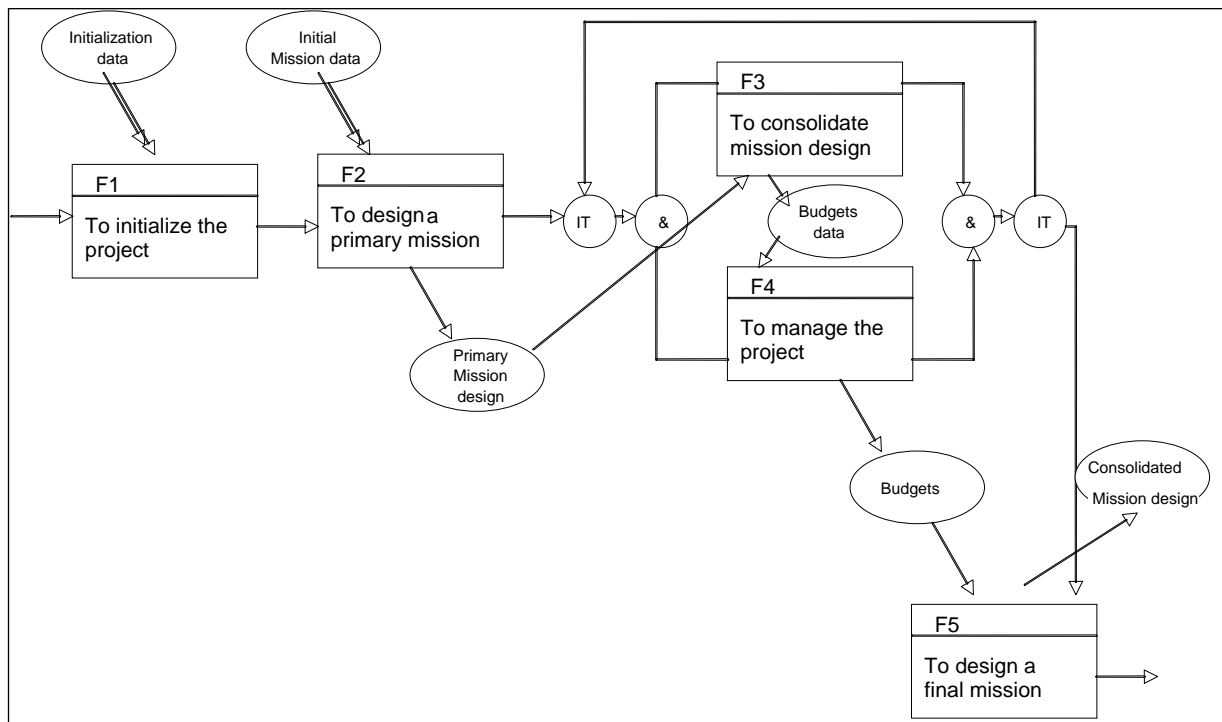 Initialization
data
Initial
Mission data
F1
To initialize the
project
F2
To design a
primary mission
Primary
Mission
design
IT
&
F3
To consolidate
mission design
Budgets
data
F4
To manage the
project
&
IT
Budgets
Consolidated
Mission design
F5
To design a
final mission